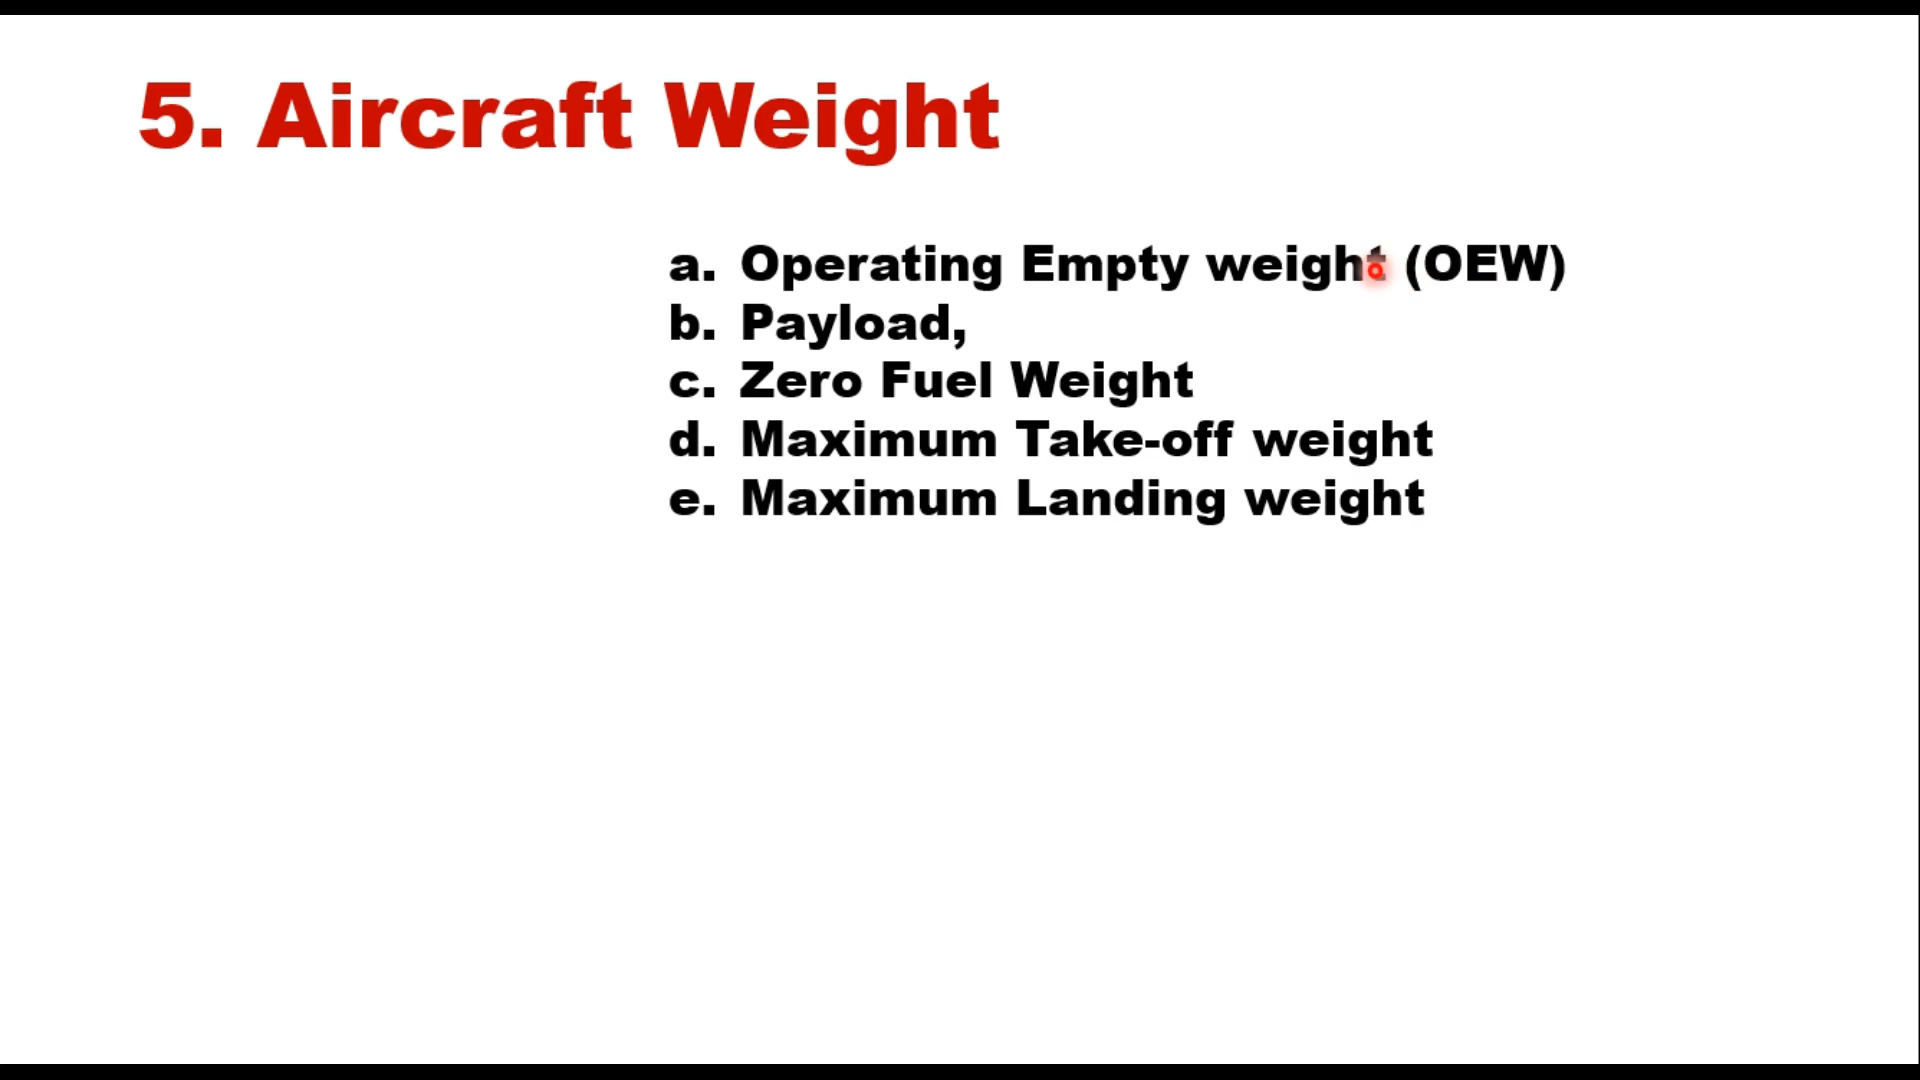 5. Aircraft Weight
a. Operating Empty weight (OEW)
b. Payload,
c. Zero Fuel Weight
d. Maximum Take-off weight
e. Maximum Landing weight